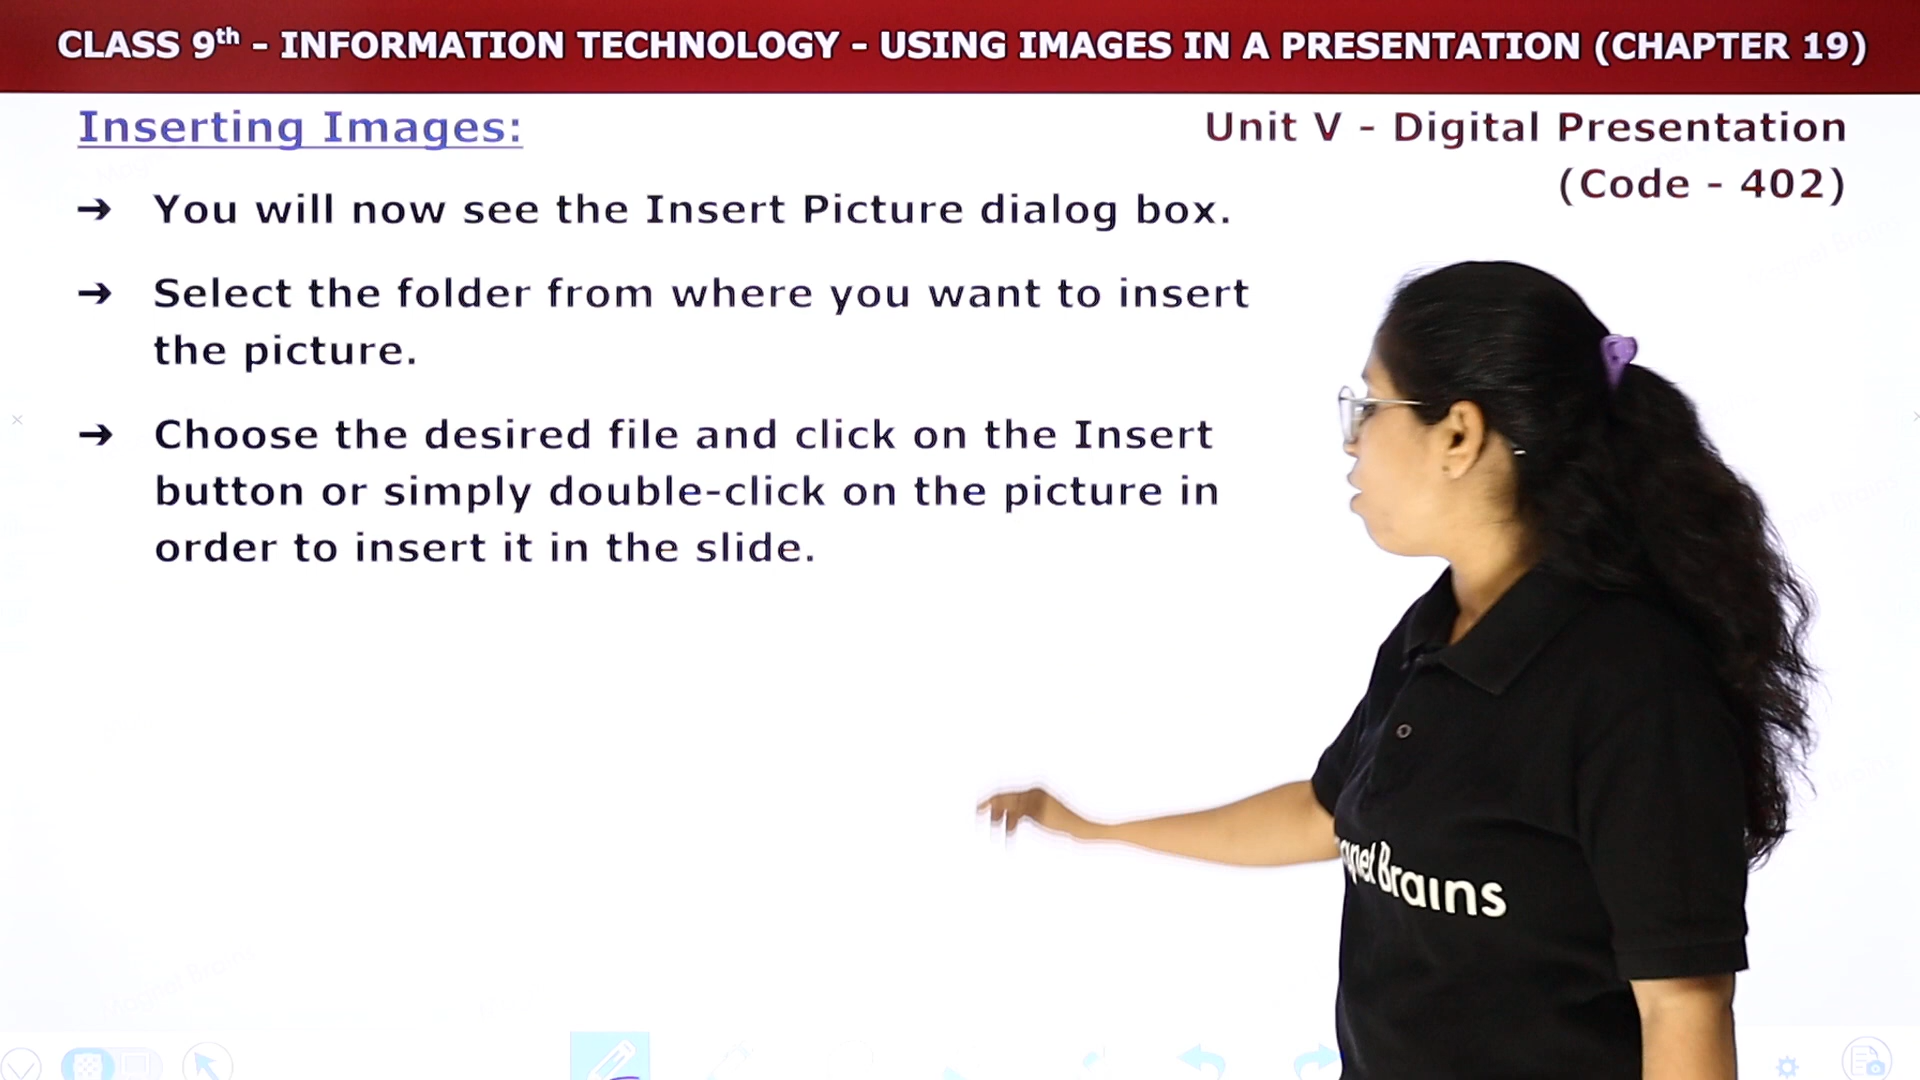 CLASS 9th - INFORMATION TECHNOLOGY - USING IMAGES IN A PRESENTATION (CHAPTER 19)
Inserting Images:
Unit V - Digital Presentation
(Code - 402)
➔ You will now see the Insert Picture dialog box.
➔ Select the folder from where you want to insert
the picture.
➔ Choose the desired file and click on the Insert
button or simply double-click on the picture in
order to insert it in the slide.
Brains